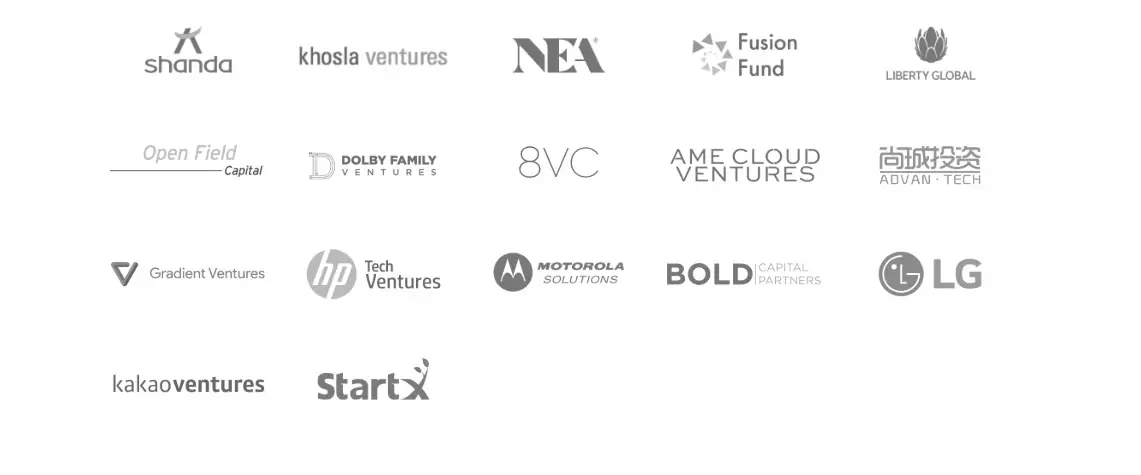 shanda
khosla ventures
NEA
Fusion
Fund
LIBERTY GLOBAL
Open Field
Capital
DOLBY FAMILY
VENTURES
8VC
AME CLOUD
VENTURES
尚珹投资
ADVAN·TECH
Gradient Ventures
hp
Tech
Ventures
MOTOROLA
SOLUTIONS
BOLD
CAPITAL
PARTNERS
LG
kakaoventures
StartX